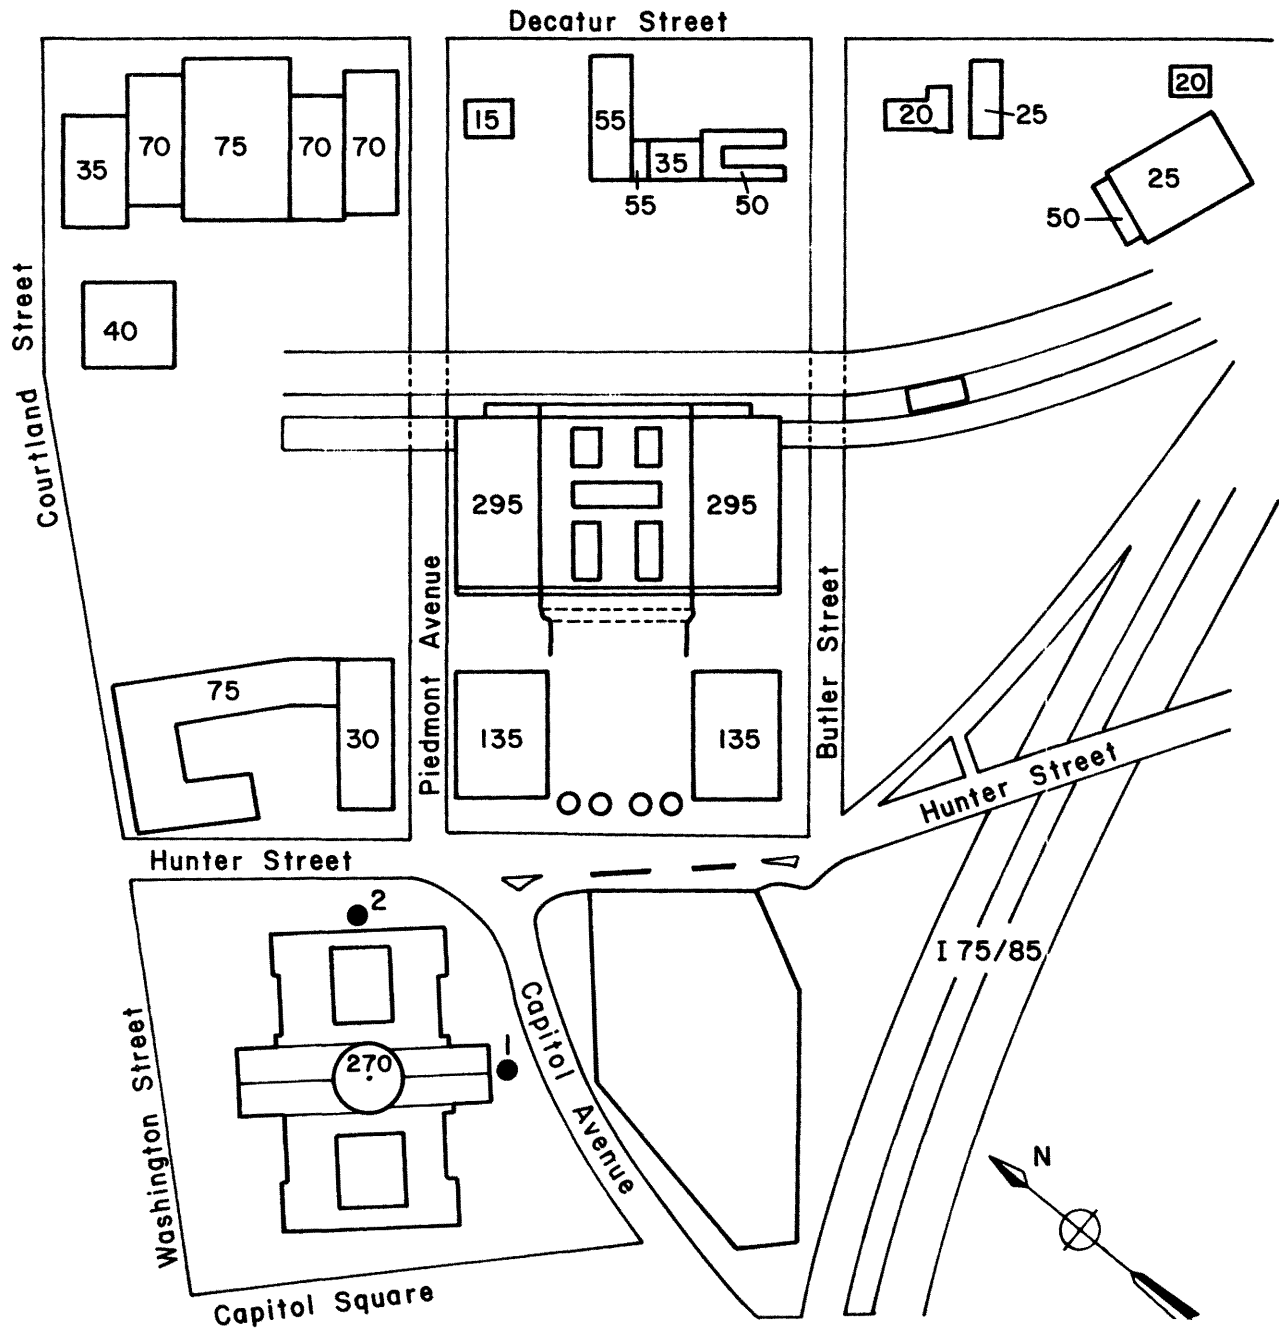 Decatur Street
35
70
75
70
70
15
55
35
55
50
20
25
20
25
50
40
Courtland Street
295
295
Piedmont Avenue
Butler Street
75
30
135
135
Hunter Street
Hunter Street
2
270
1
Washington Street
Capitol Avenue
I 75/85
N
Capitol Square